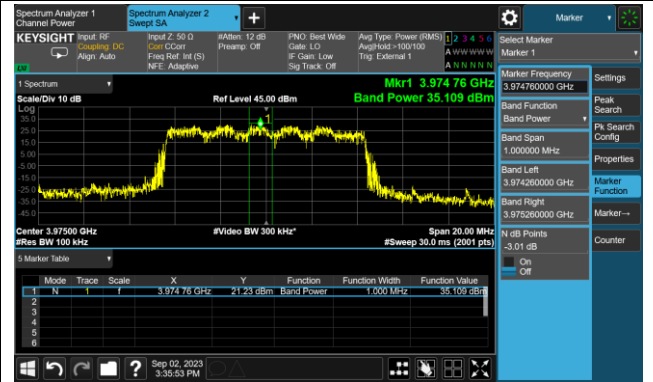 Spectrum Analyzer 1
Channel Power
Spectrum Analyzer 2
Swept SA
Marker
KEYSIGHT
Input: RF
Coupling: DC
Align: Auto
Input Z: 50 Ω
Corr CCorr
Freq Ref: Int (S)
NFE: Adaptive
#Atten: 12 dB
Preamp: Off
PNO: Best Wide
Gate: LO
IF Gain: Low
Sig Track: Off
Avg Type: Power (RMS)
Avg|Hold >100/100
Trig: External 1
1 2 3 4 5 6
A W W W W W
A N N N N N
LXI
Select Marker
Marker 1
1 Spectrum
Mkr1 3.974 76 GHz
Scale/Div 10 dB
Ref Level 45.00 dBm
Band Power 35.109 dBm
Log
35.0
25.0
15.0
5.00
-5.00
-15.0
-25.0
-35.0
-45.0
1
Center 3.97500 GHz
#Video BW 300 kHz*
Span 20.00 MHz
#Res BW 100 kHz
#Sweep 30.0 ms (2001 pts)
5 Marker Table
Mode Trace Scale X Y Function Function Width Function Value
1 N 1 f 3.974 76 GHz 21.23 dBm Band Power 1.000 MHz 35.109 dBm
2
3
4
5
6
Marker Frequency
3.974760000 GHz
Band Function
Band Power
Band Span
1.000000 MHz
Band Left
3.974260000 GHz
Band Right
3.975260000 GHz
N dB Points
-3.01 dB
On
Off
Settings
Peak
Search
Pk Search
Config
Properties
Marker
Function
Marker→
Counter
?
Sep 02, 2023
3:35:53 PM